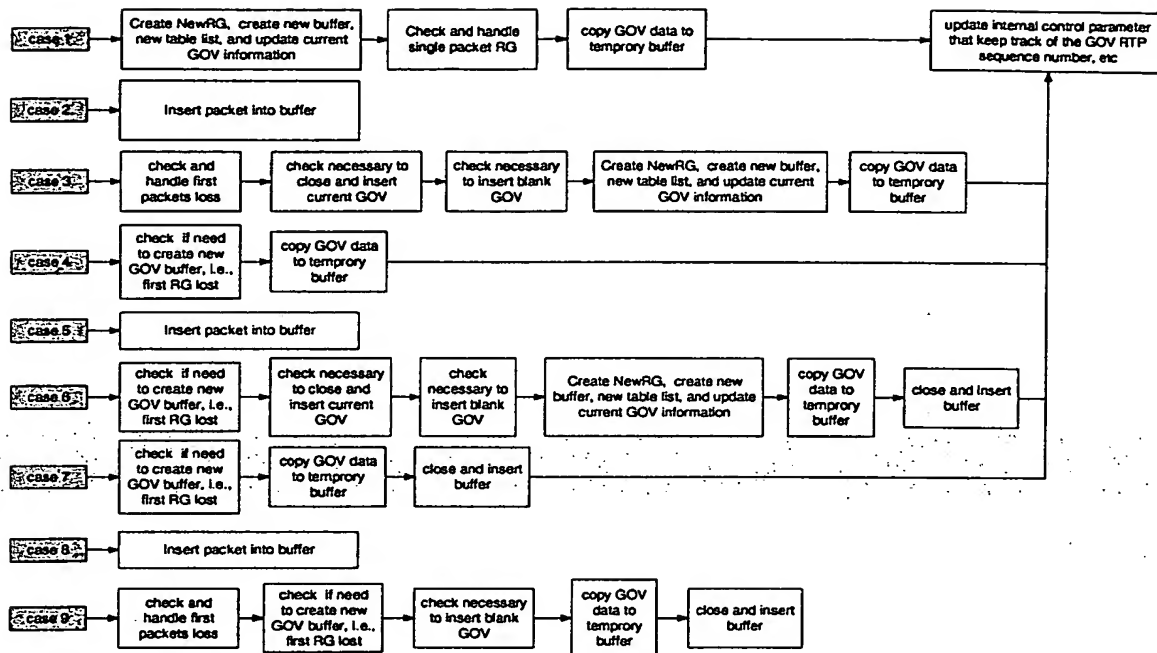 case 1
Create NewRG, create new buffer,
new table list, and update current
GOV information
Check and handle
single packet RG
copy GOV data to
temprory buffer
update internal control parameter
that keep track of the GOV RTP
sequence number, etc
case 2
Insert packet into buffer
case 3
check and
handle first
packets loss
check necessary to
close and insert
current GOV
check necessary
to insert blank
GOV
Create NewRG, create new buffer,
new table list, and update current
GOV information
copy GOV data
to temprory
buffer
case 4
check if need
to create new
GOV buffer, i.e.,
first RG lost
copy GOV data
to temprory
buffer
case 5
Insert packet into buffer
case 6
check if need
to create new
GOV buffer, i.e.,
first RG lost
check necessary
to close and
insert current
GOV
check
necessary to
insert blank
GOV
Create NewRG, create new
buffer, new table list, and update
current GOV information
copy GOV
data to
temprory
buffer
close and insert
buffer
case 7
check if need
to create new
GOV buffer, i.e.,
first RG lost
copy GOV data
to temprory
buffer
close and insert
buffer
case 8
Insert packet into buffer
case 9
check and
handle first
packets loss
check if need
to create new
GOV buffer, i.e.,
first RG lost
check necessary
to insert blank
GOV
copy GOV
data to
temprory
buffer
close and insert
buffer